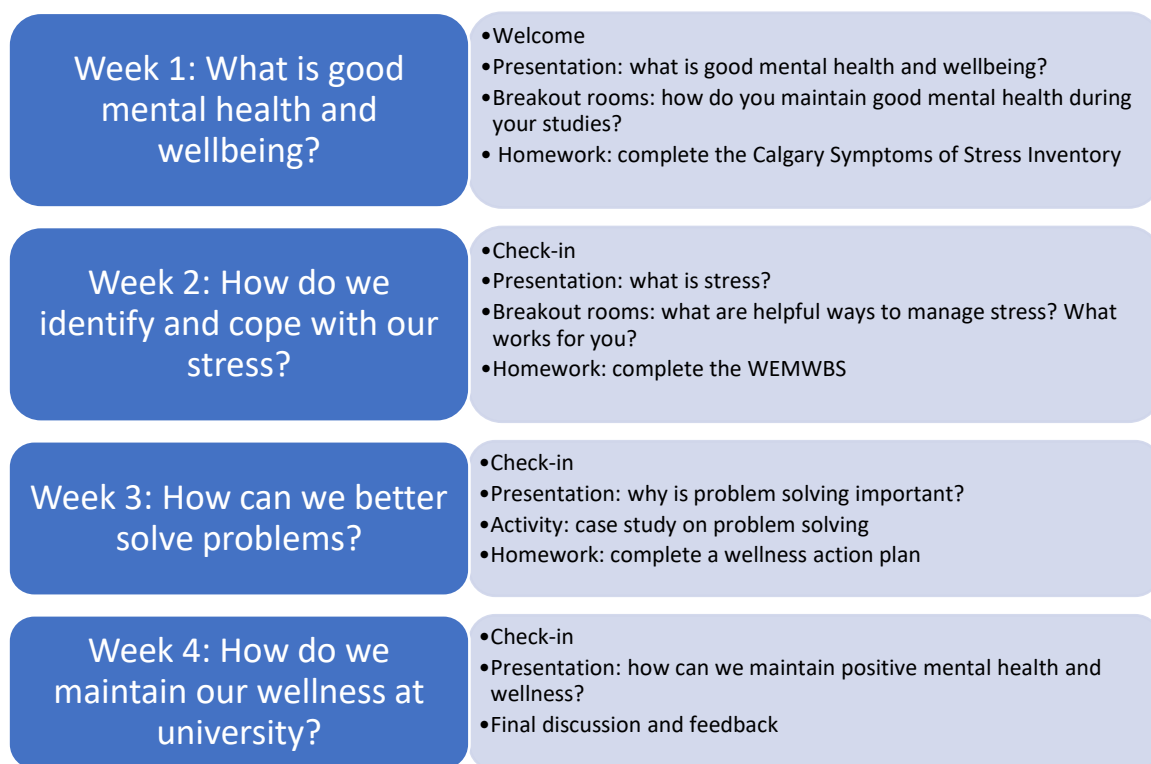 Week 1: What is good
mental health and
wellbeing?
•Welcome
•Presentation: what is good mental health and wellbeing?
•Breakout rooms: how do you maintain good mental health during
your studies?
• Homework: complete the Calgary Symptoms of Stress Inventory
Week 2: How do we
identify and cope with our
stress?
•Check-in
•Presentation: what is stress?
•Breakout rooms: what are helpful ways to manage stress? What
works for you?
•Homework: complete the WEMWBS
Week 3: How can we better
solve problems?
•Check-in
•Presentation: why is problem solving important?
•Activity: case study on problem solving
•Homework: complete a wellness action plan
Week 4: How do we
maintain our wellness at
university?
•Check-in
•Presentation: how can we maintain positive mental health and
wellness?
•Final discussion and feedback